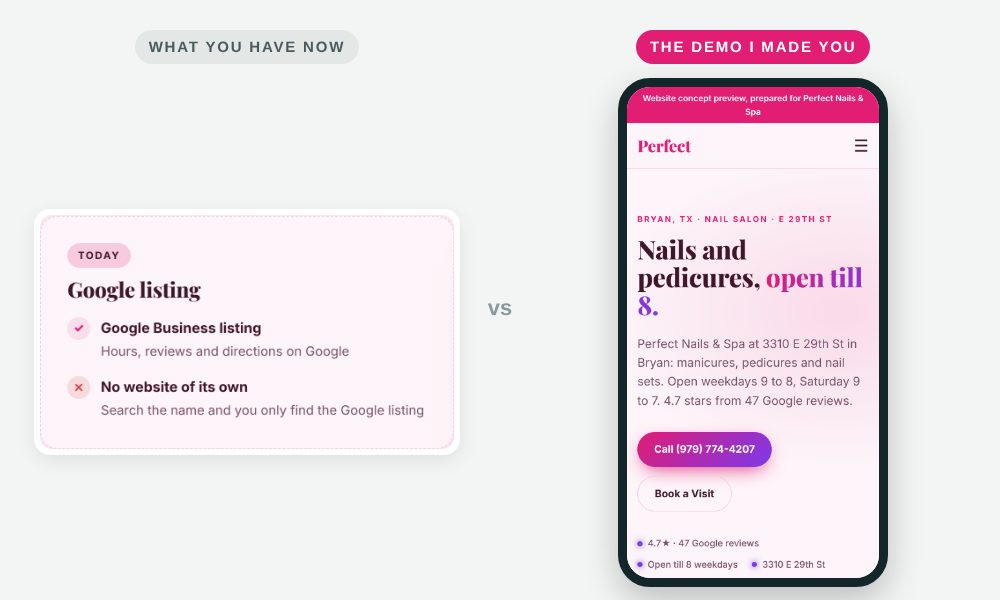 WHAT YOU HAVE NOW
TODAY
Google listing
Google Business listing
Hours, reviews and directions on Google
No website of its own
Search the name and you only find the Google listing
vs
THE DEMO I MADE YOU
Website concept preview, prepared for Perfect Nails &
Spa
Perfect
BRYAN, TX · NAIL SALON · E 29TH ST
Nails and
pedicures, open till
8.
Perfect Nails & Spa at 3310 E 29th St in
Bryan: manicures, pedicures and nail
sets. Open weekdays 9 to 8, Saturday 9
to 7. 4.7 stars from 47 Google reviews.
Call (979) 774-4207
Book a Visit
4.7★ · 47 Google reviews
Open till 8 weekdays 3310 E 29th St